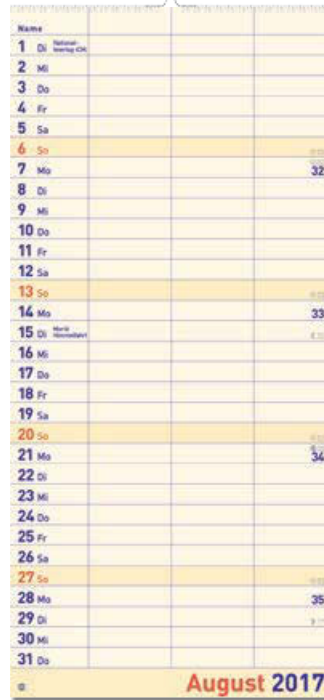 Name
1 Di National-
feiertag (CH)
2 Mi
3 Do
4 Fr
5 Sa
6 So
7 Mo 32
8 Di
9 Mi
10 Do
11 Fr
12 Sa
13 So
14 Mo 33
15 Di Mariä
Himmelfahrt
16 Mi
17 Do
18 Fr
19 Sa
20 So
21 Mo 34
22 Di
23 Mi
24 Do
25 Fr
26 Sa
27 So
28 Mo 35
29 Di
30 Mi
31 Do
August 2017